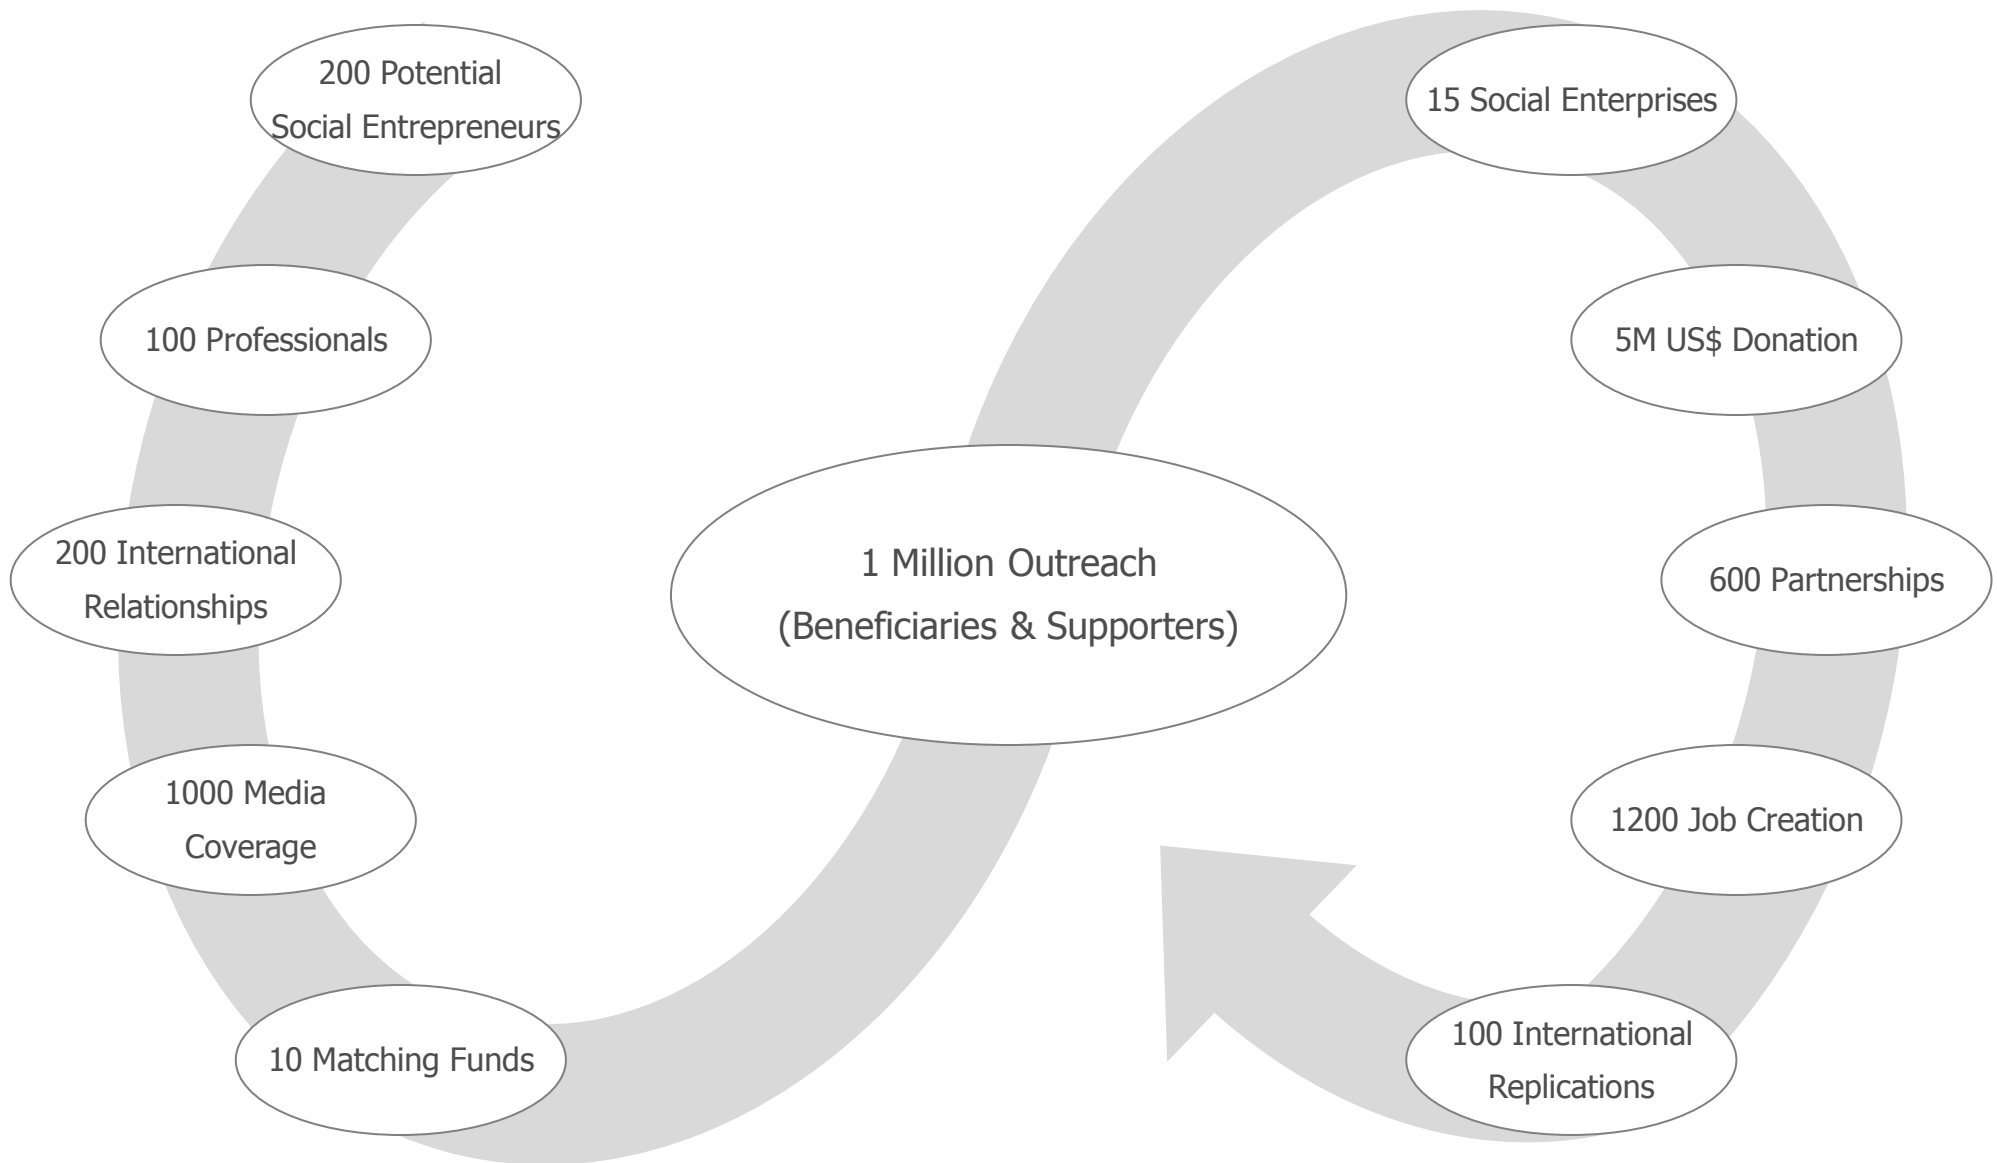 200 Potential
Social Entrepreneurs
100 Professionals
200 International
Relationships
1000 Media
Coverage
10 Matching Funds
1 Million Outreach
(Beneficiaries & Supporters)
15 Social Enterprises
5M US$ Donation
600 Partnerships
1200 Job Creation
100 International
Replications